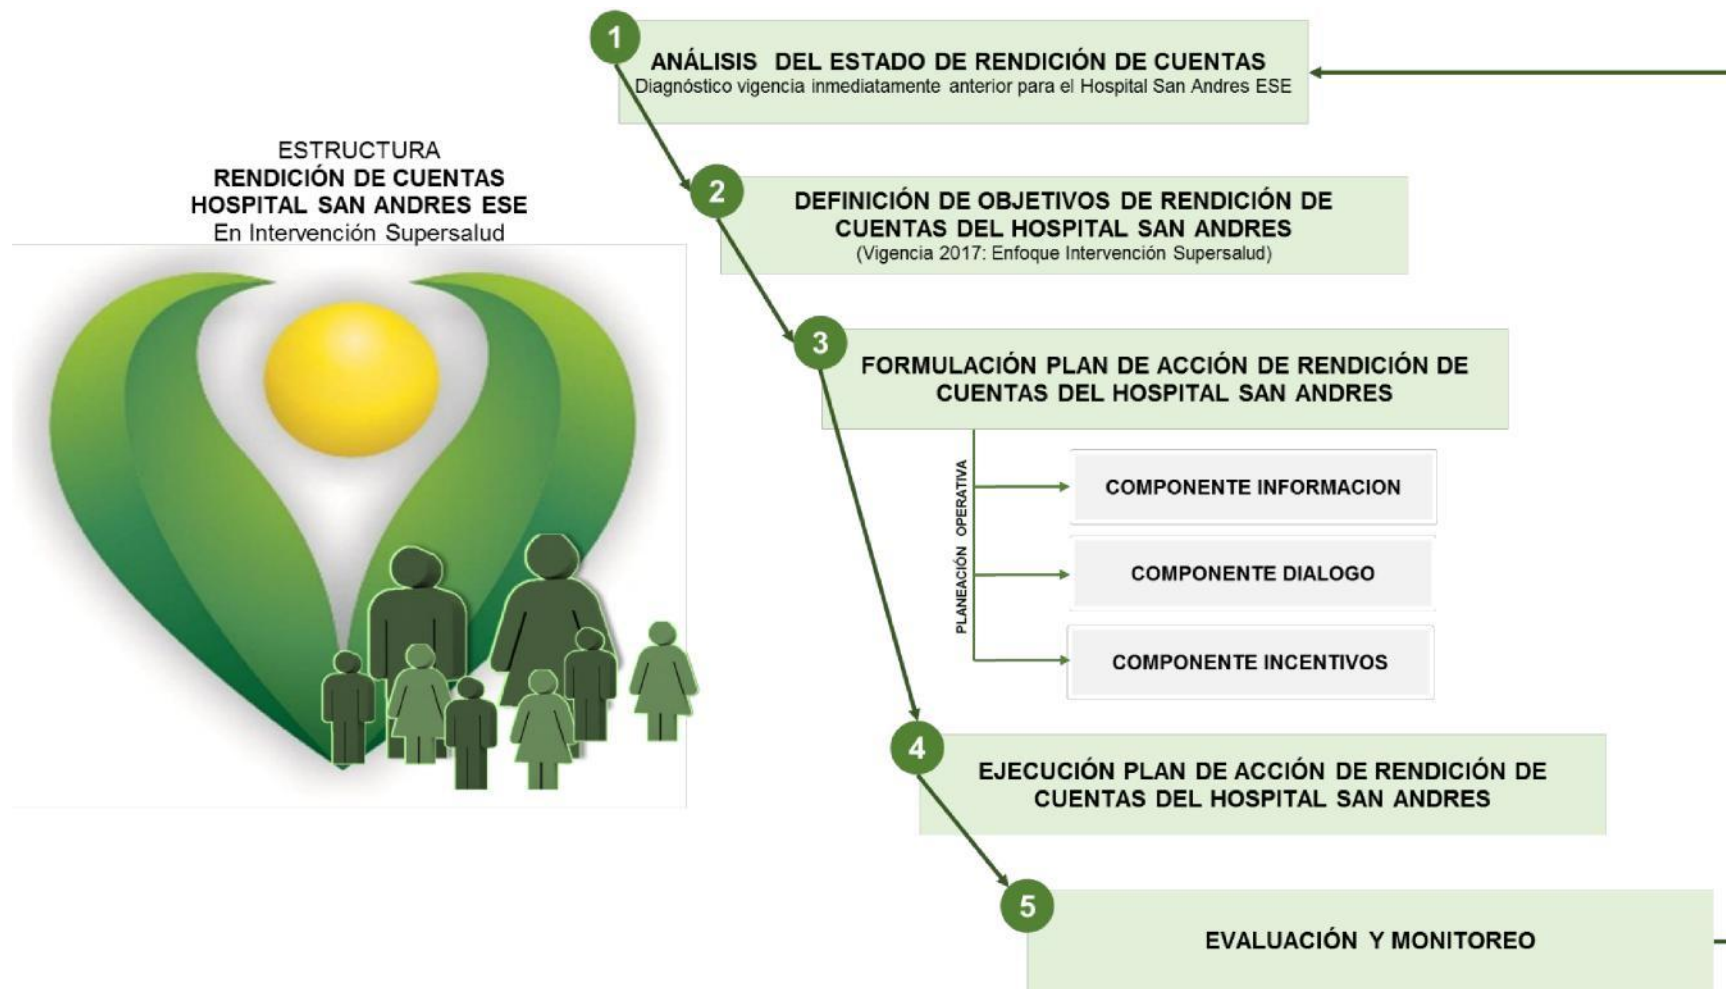 ESTRUCTURA
RENDICIÓN DE CUENTAS
HOSPITAL SAN ANDRES ESE
En Intervención Supersalud
1
ANÁLISIS DEL ESTADO DE RENDICIÓN DE CUENTAS
Diagnóstico vigencia inmediatamente anterior para el Hospital San Andres ESE
2
DEFINICIÓN DE OBJETIVOS DE RENDICIÓN DE
CUENTAS DEL HOSPITAL SAN ANDRES
(Vigencia 2017: Enfoque Intervención Supersalud)
3
FORMULACIÓN PLAN DE ACCIÓN DE RENDICIÓN DE
CUENTAS DEL HOSPITAL SAN ANDRES
PLANEACIÓN OPERATIVA
COMPONENTE INFORMACION
COMPONENTE DIALOGO
COMPONENTE INCENTIVOS
4
EJECUCIÓN PLAN DE ACCIÓN DE RENDICIÓN DE
CUENTAS DEL HOSPITAL SAN ANDRES
5
EVALUACIÓN Y MONITOREO